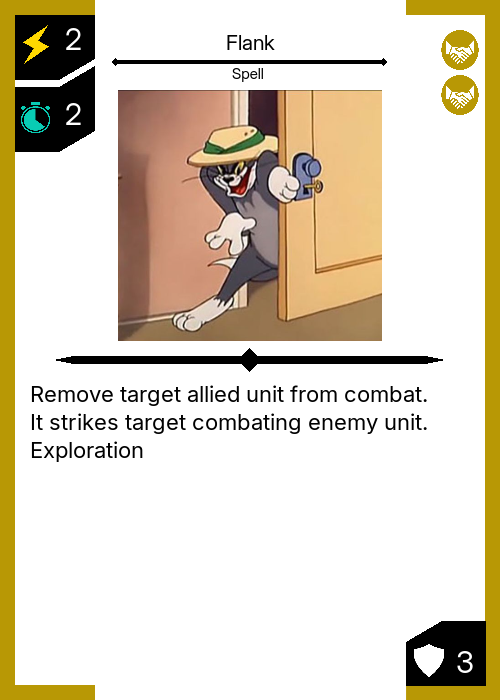 2
Flank
Spell
2
Remove target allied unit from combat.
It strikes target combating enemy unit.
Exploration
3